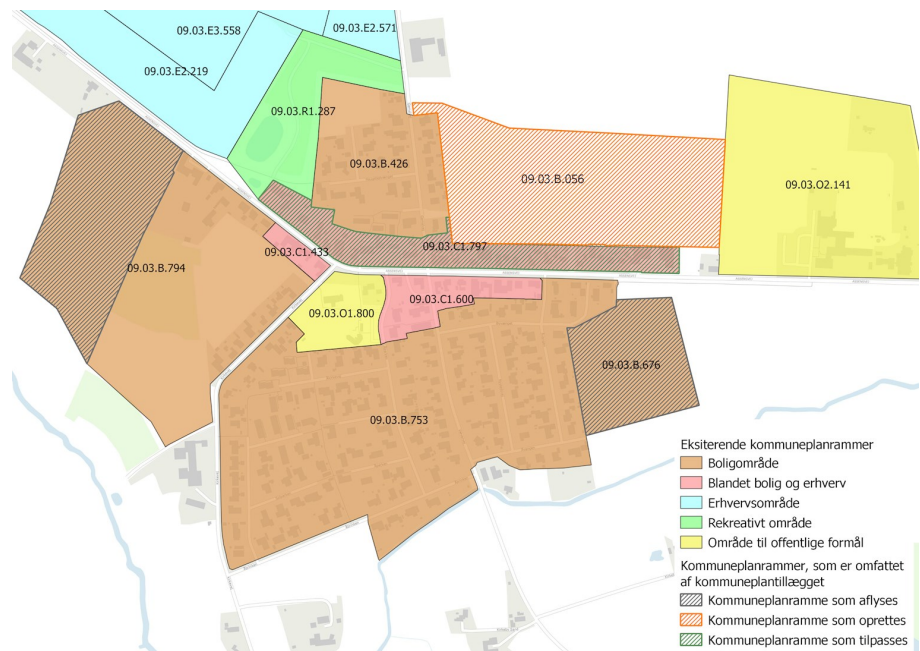 09.03.E3.558
09.03.E2.571
09.03.E2.219
09.03.R1.287
09.03.B.426
09.03.B.056
09.03.O2.141
09.03.C1.797
09.03.C1.433
09.03.B.794
09.03.C1.600
09.03.O1.800
09.03.B.676
09.03.B.753
Eksiterende kommuneplanrammer
Boligområde
Blandet bolig og erhverv
Erhvervsområde
Rekreativt område
Område til offentlige formål
Kommuneplanrammer, som er omfattet
af kommuneplantillægget
Kommuneplanramme som aflyses
Kommuneplanramme som oprettes
Kommuneplanramme som tilpasses